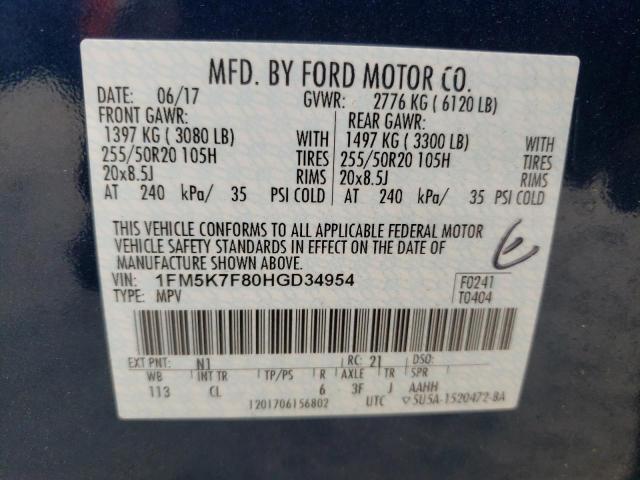 MFD. BY FORD MOTOR CO.
DATE: 06/17 GVWR: 2776 KG ( 6120 LB)
FRONT GAWR: REAR GAWR:
1397 KG ( 3080 LB) WITH 1497 KG ( 3300 LB) WITH
255/50R20 105H TIRES 255/50R20 105H TIRES
20x8.5J RIMS 20x8.5J RIMS
AT 240 kPa/ 35 PSI COLD AT 240 kPa/ 35 PSI COLD
THIS VEHICLE CONFORMS TO ALL APPLICABLE FEDERAL MOTOR
VEHICLE SAFETY STANDARDS IN EFFECT ON THE DATE OF
MANUFACTURE SHOWN ABOVE.
VIN: 1FM5K7F80HGD34954 F0241
TYPE: MPV T0404
EXT PNT: N1 RC: 21 DSO:
WB INT TR TP/PS R AXLE TR SPR
113 CL 6 3F J AAHH
1201706156802 UTC ▽5U5A-1520472-BA